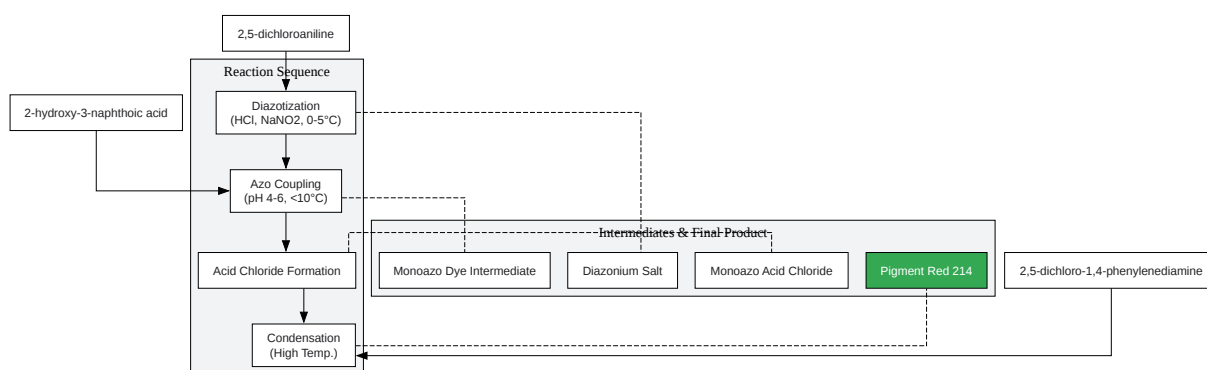 2,5-dichloroaniline
Reaction Sequence
2-hydroxy-3-naphthoic acid
Diazotization
(HCl, NaNO2, 0-5°C)
Azo Coupling
(pH 4-6, <10°C)
Intermediates & Final Product
Acid Chloride Formation
Monoazo Dye Intermediate
Diazonium Salt
Monoazo Acid Chloride
Pigment Red 214
2,5-dichloro-1,4-phenylenediamine
Condensation
(High Temp.)